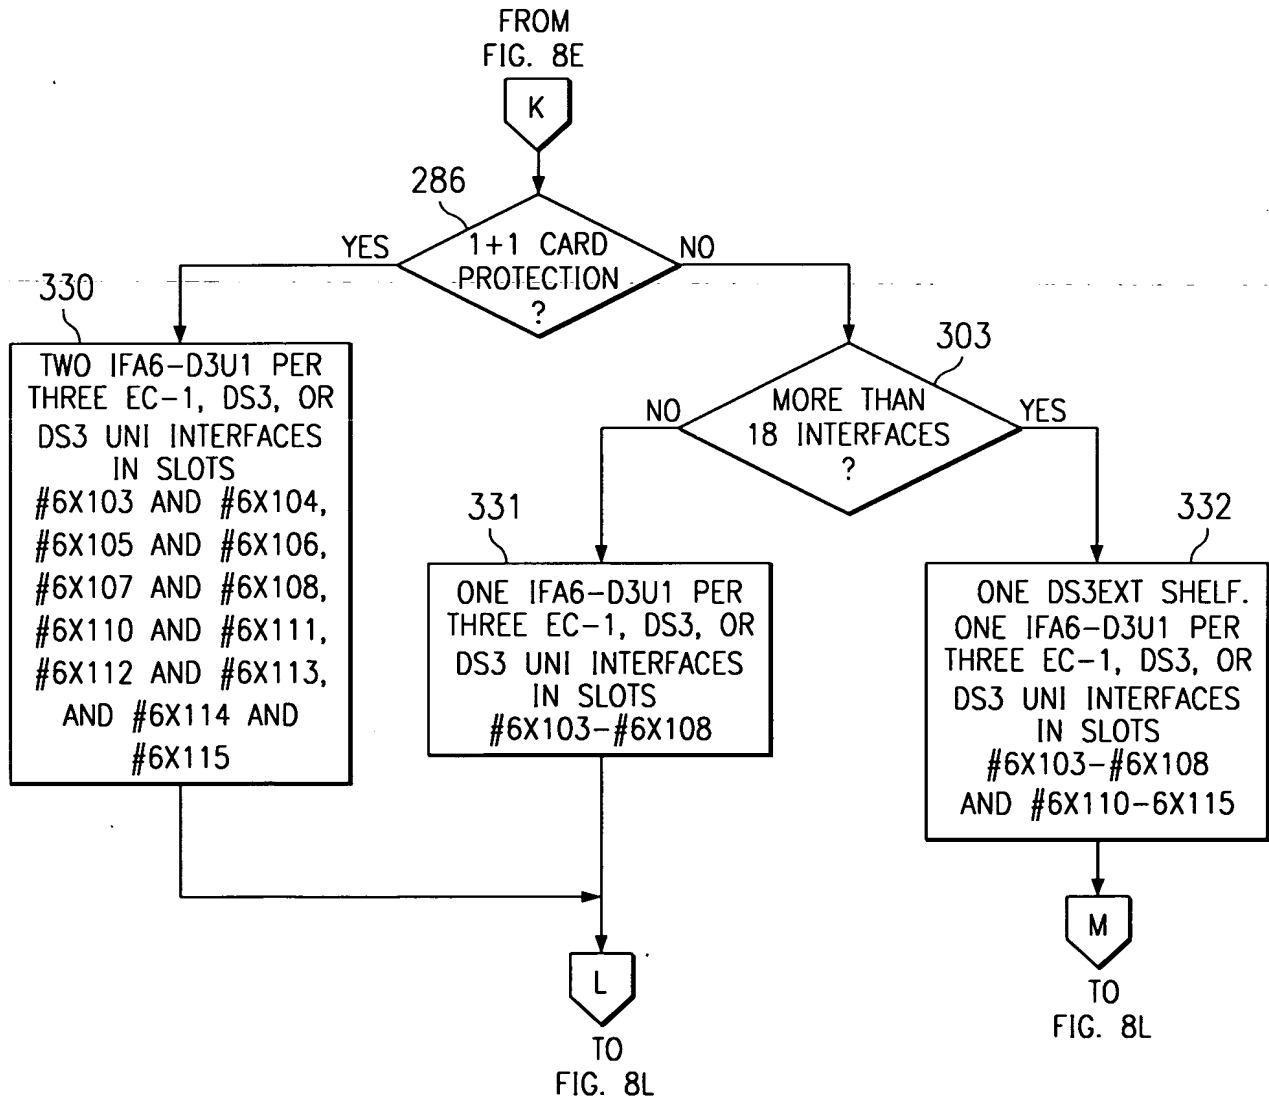 FROM
FIG. 8E
K
286
1+1 CARD
PROTECTION
?
YES
NO
330
TWO IFA6-D3U1 PER
THREE EC-1, DS3, OR
DS3 UNI INTERFACES
IN SLOTS
#6X103 AND #6X104,
#6X105 AND #6X106,
#6X107 AND #6X108,
#6X110 AND #6X111,
#6X112 AND #6X113,
AND #6X114 AND
#6X115
303
MORE THAN
18 INTERFACES
?
NO
YES
331
ONE IFA6-D3U1 PER
THREE EC-1, DS3, OR
DS3 UNI INTERFACES
IN SLOTS
#6X103-#6X108
332
ONE DS3EXT SHELF.
ONE IFA6-D3U1 PER
THREE EC-1, DS3, OR
DS3 UNI INTERFACES
IN SLOTS
#6X103-#6X108
AND #6X110-6X115
L
TO
FIG. 8L
M
TO
FIG. 8L